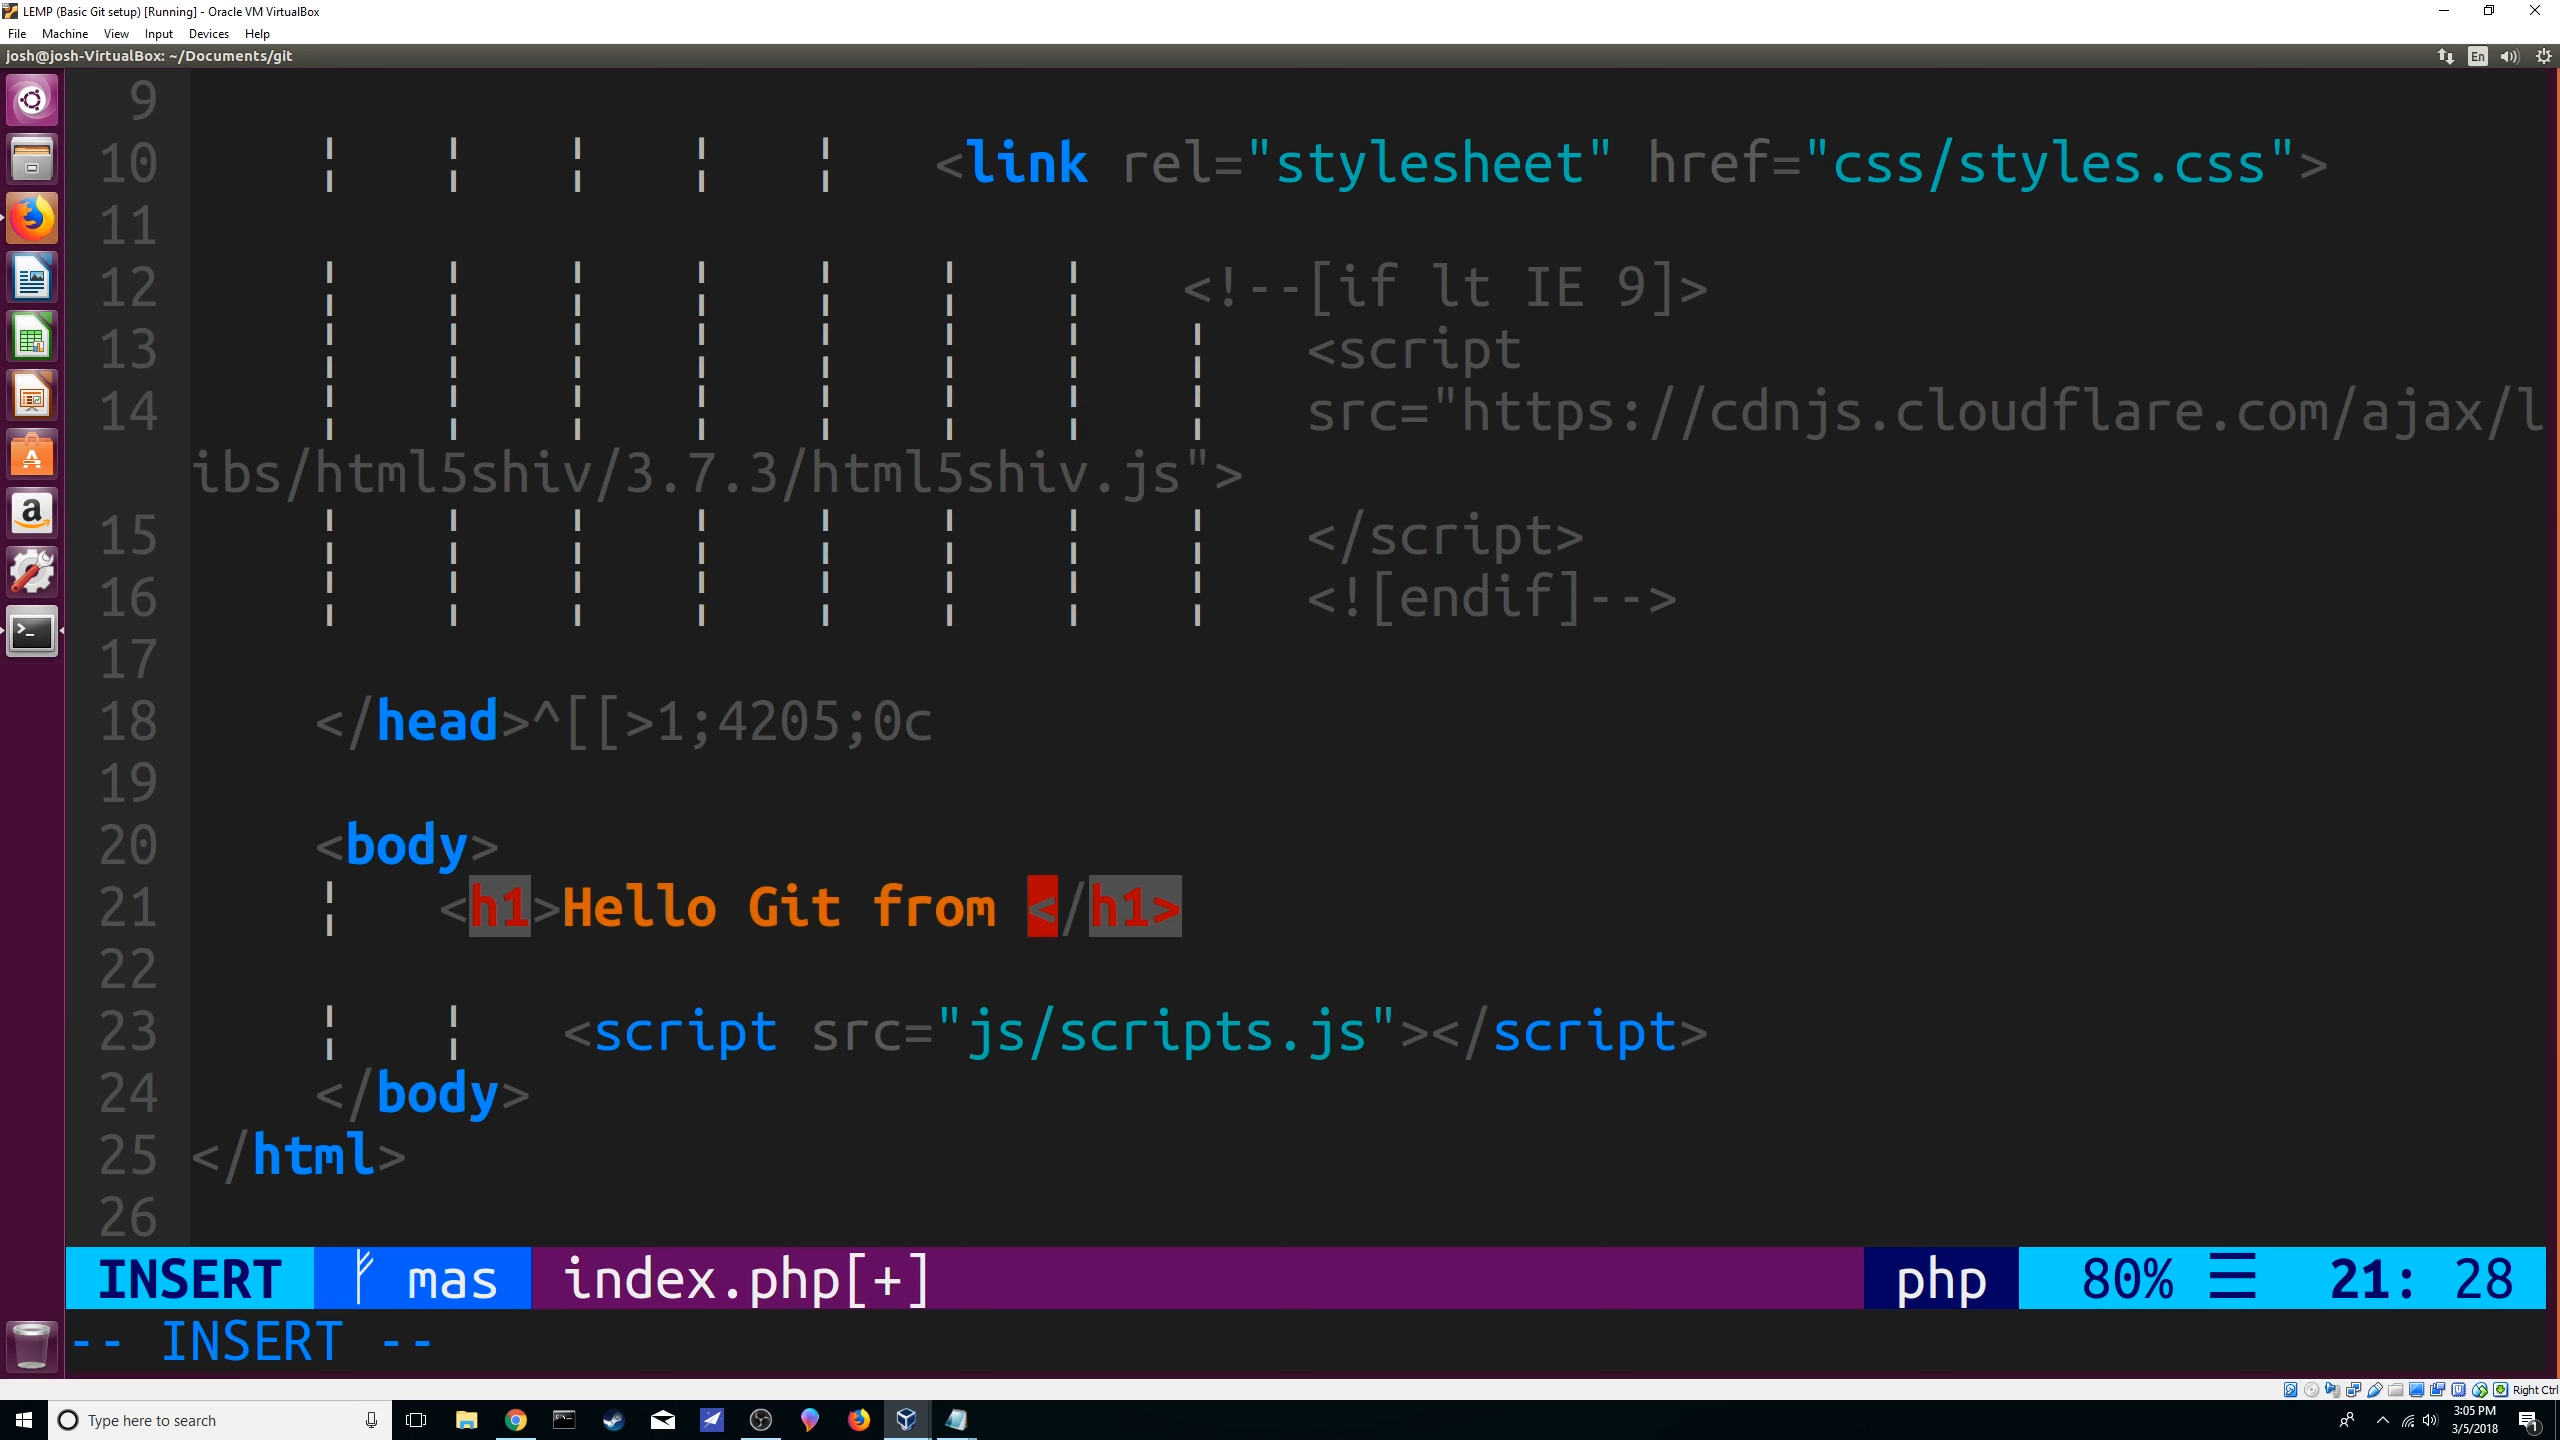 LEMP (Basic Git setup) [Running] - Oracle VM VirtualBox
File Machine View Input Devices Help
josh@josh-VirtualBox: ~/Documents/git
En
9
10 <link rel="stylesheet" href="css/styles.css">
11
12 <!--[if lt IE 9]>
13 <script
14 src="https://cdnjs.cloudflare.com/ajax/l
ibs/html5shiv/3.7.3/html5shiv.js">
15 </script>
16 <![endif]-->
17
18 </head>^[[>1;4205;0c
19
20 <body>
21 <h1>Hello Git from </h1>
22
23 <script src="js/scripts.js"></script>
24 </body>
25 </html>
26
INSERT mas index.php[+] php 80% ☰ 21: 28
-- INSERT --
Right Ctrl
Type here to search
3:05 PM
3/5/2018
1